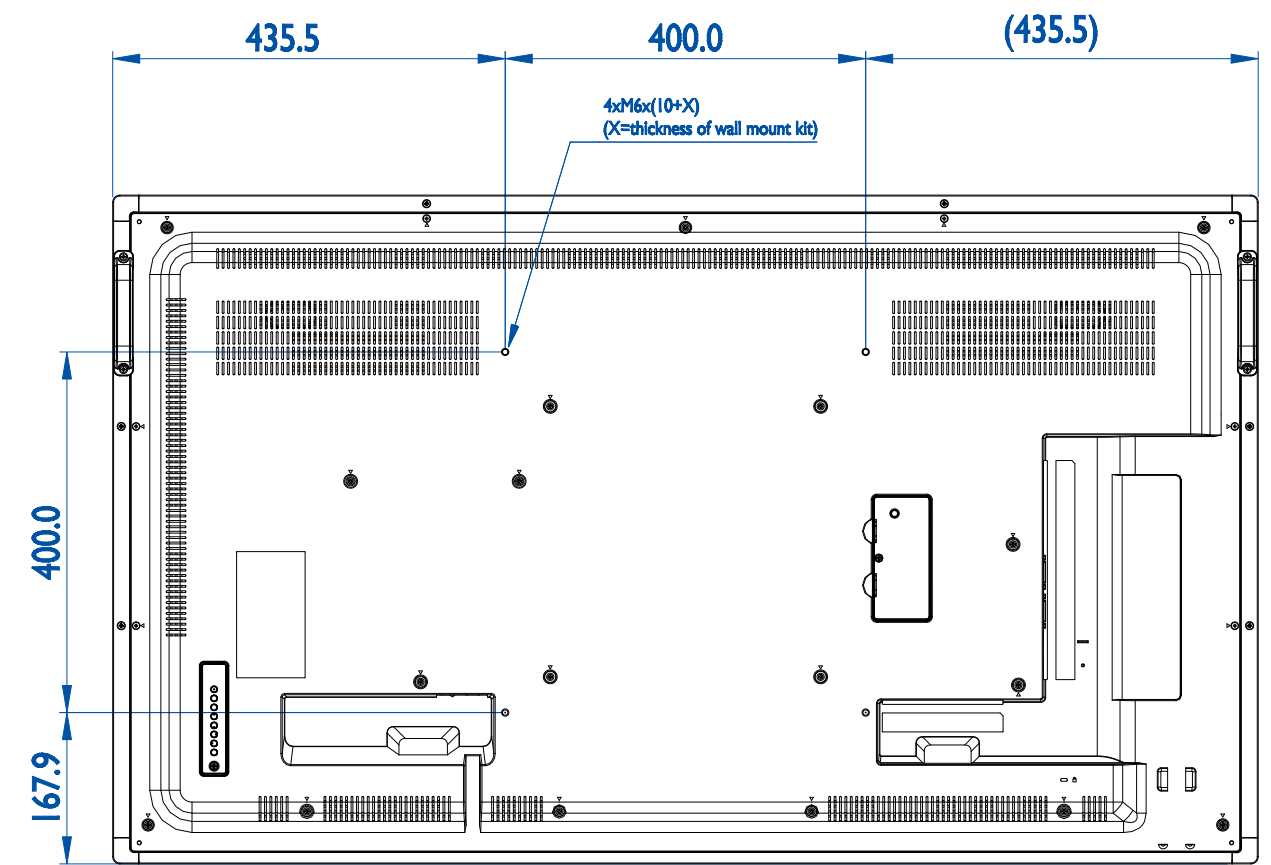 435.5
400.0
(435.5)
4xM6x(10+X)
(X=thickness of wall mount kit)
400.0
167.9